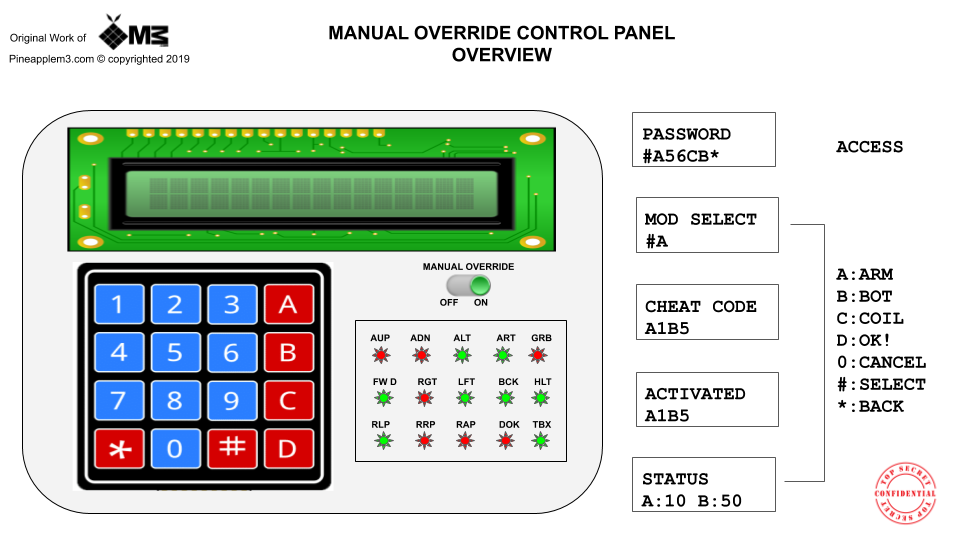 Original Work of
M3
Pineapplem3.com © copyrighted 2019
MANUAL OVERRIDE CONTROL PANEL
OVERVIEW
PASSWORD
#A56CB*
ACCESS
MOD SELECT
#A
CHEAT CODE
A1B5
ACTIVATED
A1B5
STATUS
A:10 B:50
A:ARM
B:BOT
C:COIL
D:OK!
0:CANCEL
#:SELECT
*:BACK
1 2 3 A
4 5 6 B
7 8 9 C
* 0 # D
MANUAL OVERRIDE
OFF ON
AUP ADN ALT ART GRB
FW D RGT LFT BCK HLT
RLP RRP RAP DOK TBX
TOP SECRET
CONFIDENTIAL
TOP SECRET